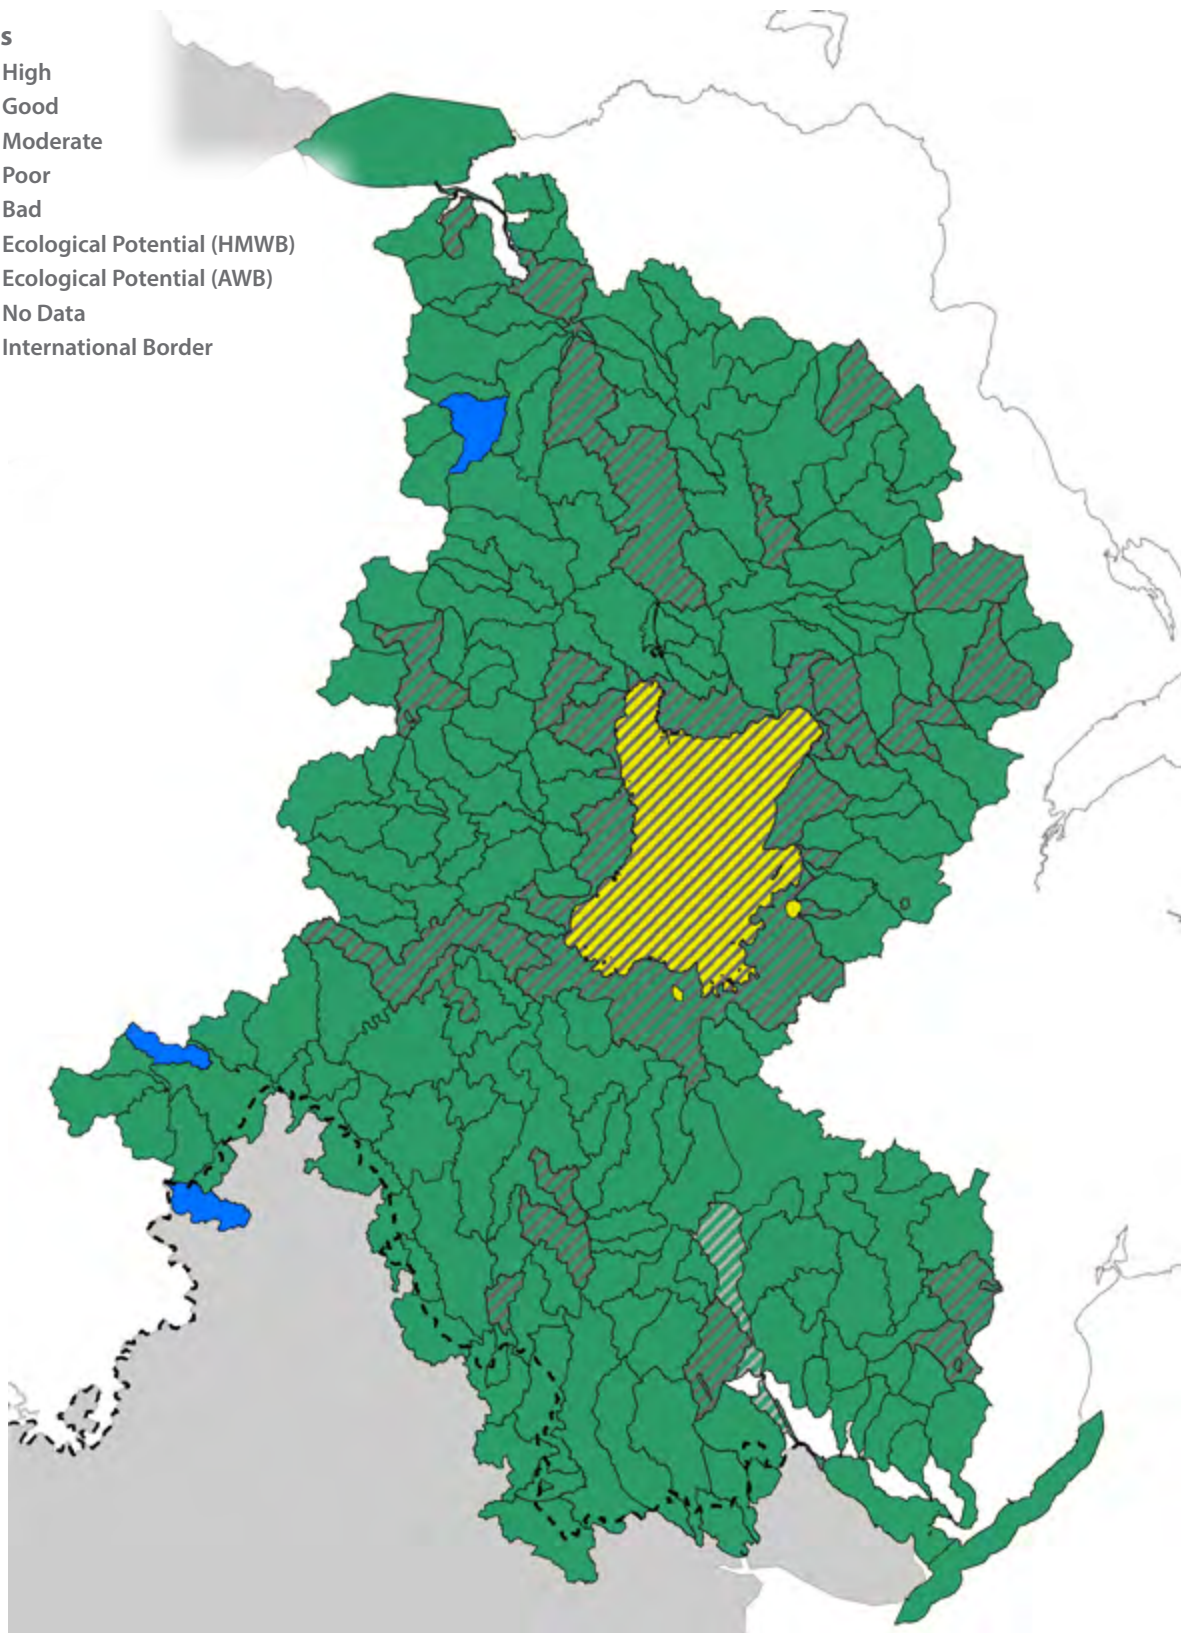 s
High
Good
Moderate
Poor
Bad
Ecological Potential (HMWB)
Ecological Potential (AWB)
No Data
International Border